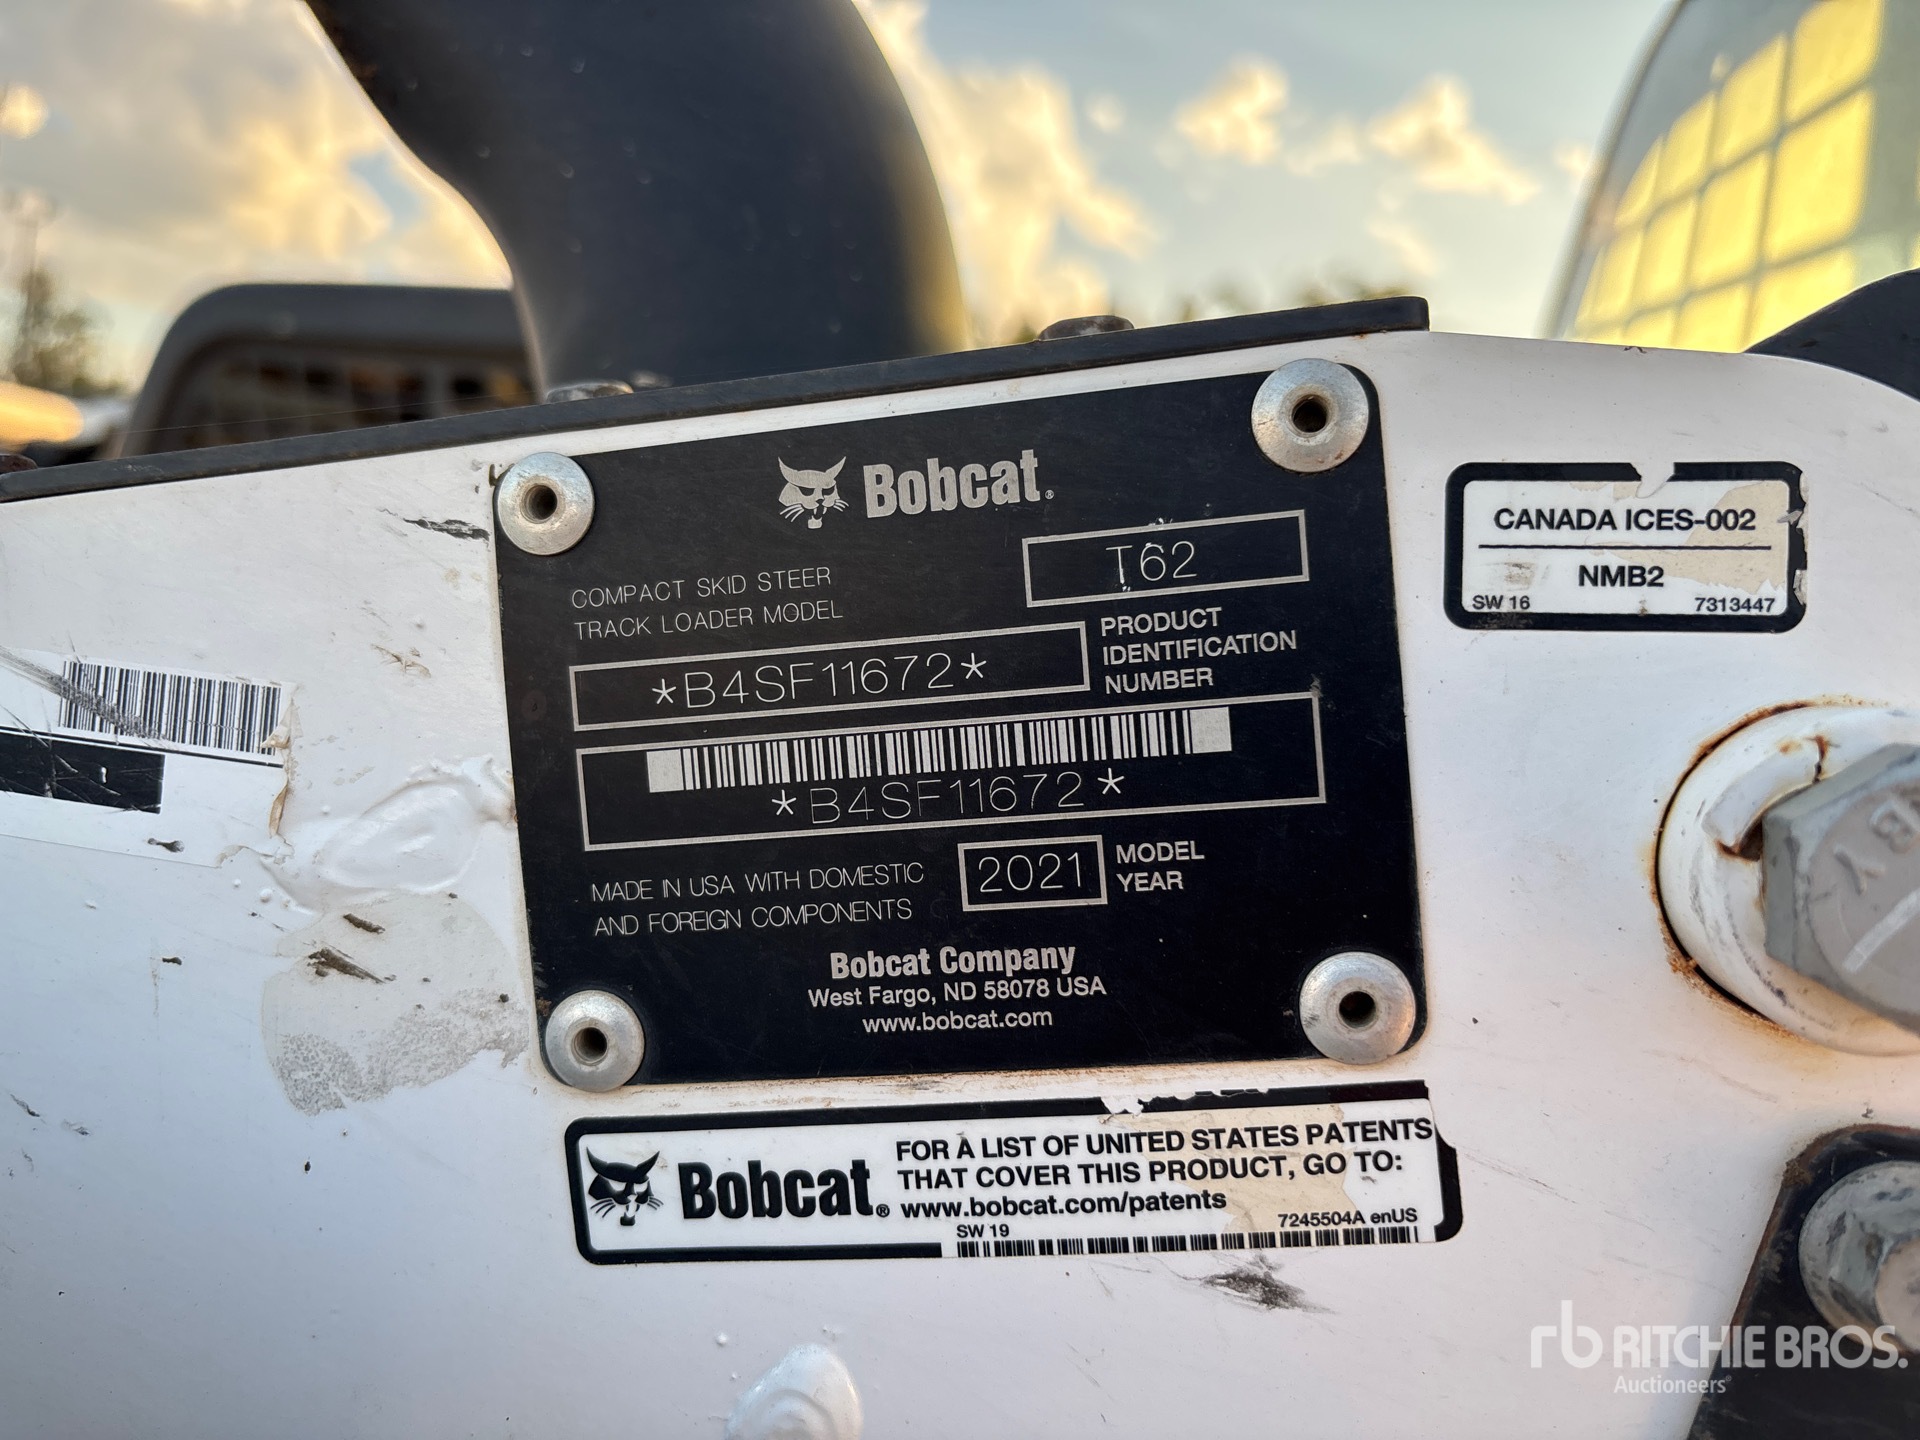 Bobcat®
COMPACT SKID STEER
TRACK LOADER MODEL
T62
*B4SF11672*
PRODUCT
IDENTIFICATION
NUMBER
*B4SF11672*
MADE IN USA WITH DOMESTIC
AND FOREIGN COMPONENTS
2021
MODEL
YEAR
Bobcat Company
West Fargo, ND 58078 USA
www.bobcat.com
CANADA ICES-002
NMB2
SW 16
7313447
Bobcat®
FOR A LIST OF UNITED STATES PATENTS
THAT COVER THIS PRODUCT, GO TO:
www.bobcat.com/patents
SW 19
7245504A enUS
rb RITCHIE BROS.
Auctioneers